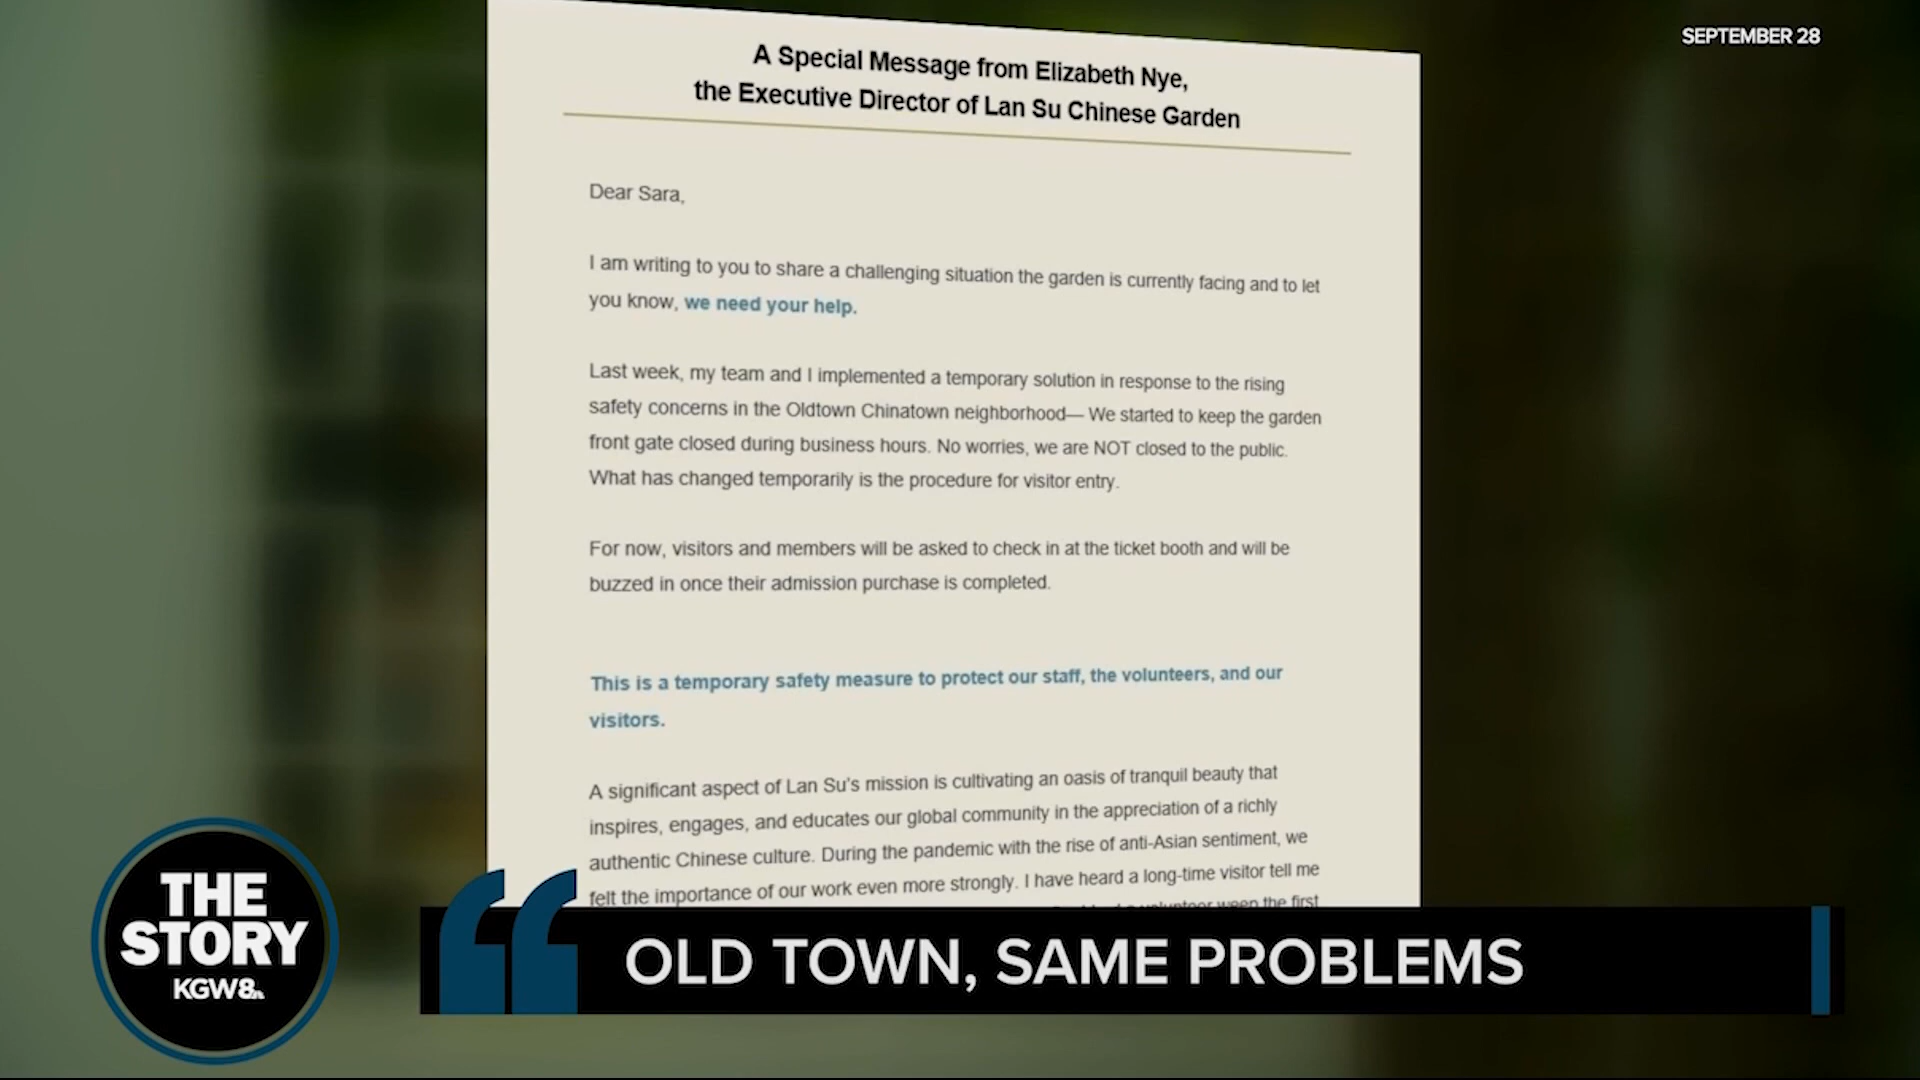 SEPTEMBER 28
A Special Message from Elizabeth Nye,
the Executive Director of Lan Su Chinese Garden
Dear Sara,
I am writing to you to share a challenging situation the garden is currently facing and to let
you know, we need your help.
Last week, my team and I implemented a temporary solution in response to the rising
safety concerns in the Oldtown Chinatown neighborhood— We started to keep the garden
front gate closed during business hours. No worries, we are NOT closed to the public.
What has changed temporarily is the procedure for visitor entry.
For now, visitors and members will be asked to check in at the ticket booth and will be
buzzed in once their admission purchase is completed.
This is a temporary safety measure to protect our staff, the volunteers, and our
visitors.
A significant aspect of Lan Su's mission is cultivating an oasis of tranquil beauty that
inspires, engages, and educates our global community in the appreciation of a richly
authentic Chinese culture. During the pandemic with the rise of anti-Asian sentiment, we
felt the importance of our work even more strongly. I have heard a long-time visitor tell me
volunteer ween the first
THE
STORY
KGW8
“ OLD TOWN, SAME PROBLEMS